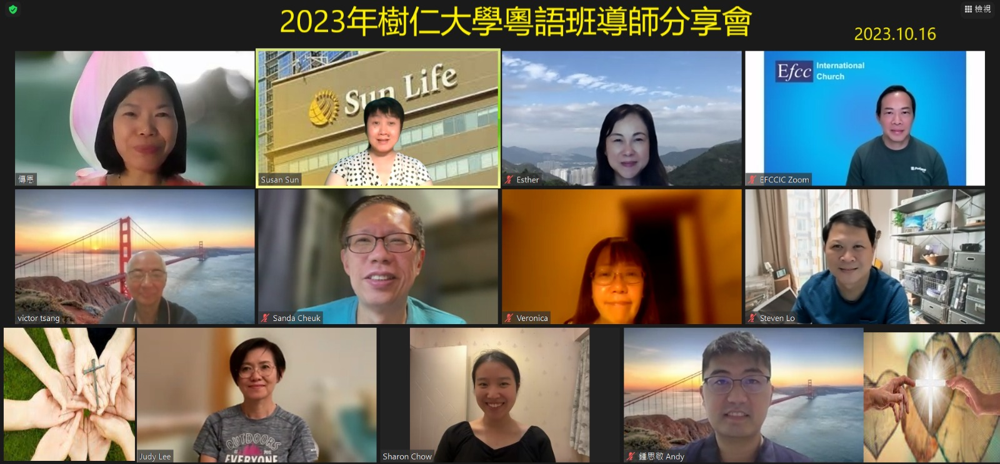 2023年樹仁大學粵語班導師分享會
2023.10.16
檢視
Sun Life
Efcc International
Church
傳恩
Susan Sun
Esther
EFCCIC Zoom
victor tsang
Sanda Cheuk
Veronica
Steven Lo
OUTDOORS
EVERYONE
Judy Lee
Sharon Chow
鍾思敬 Andy